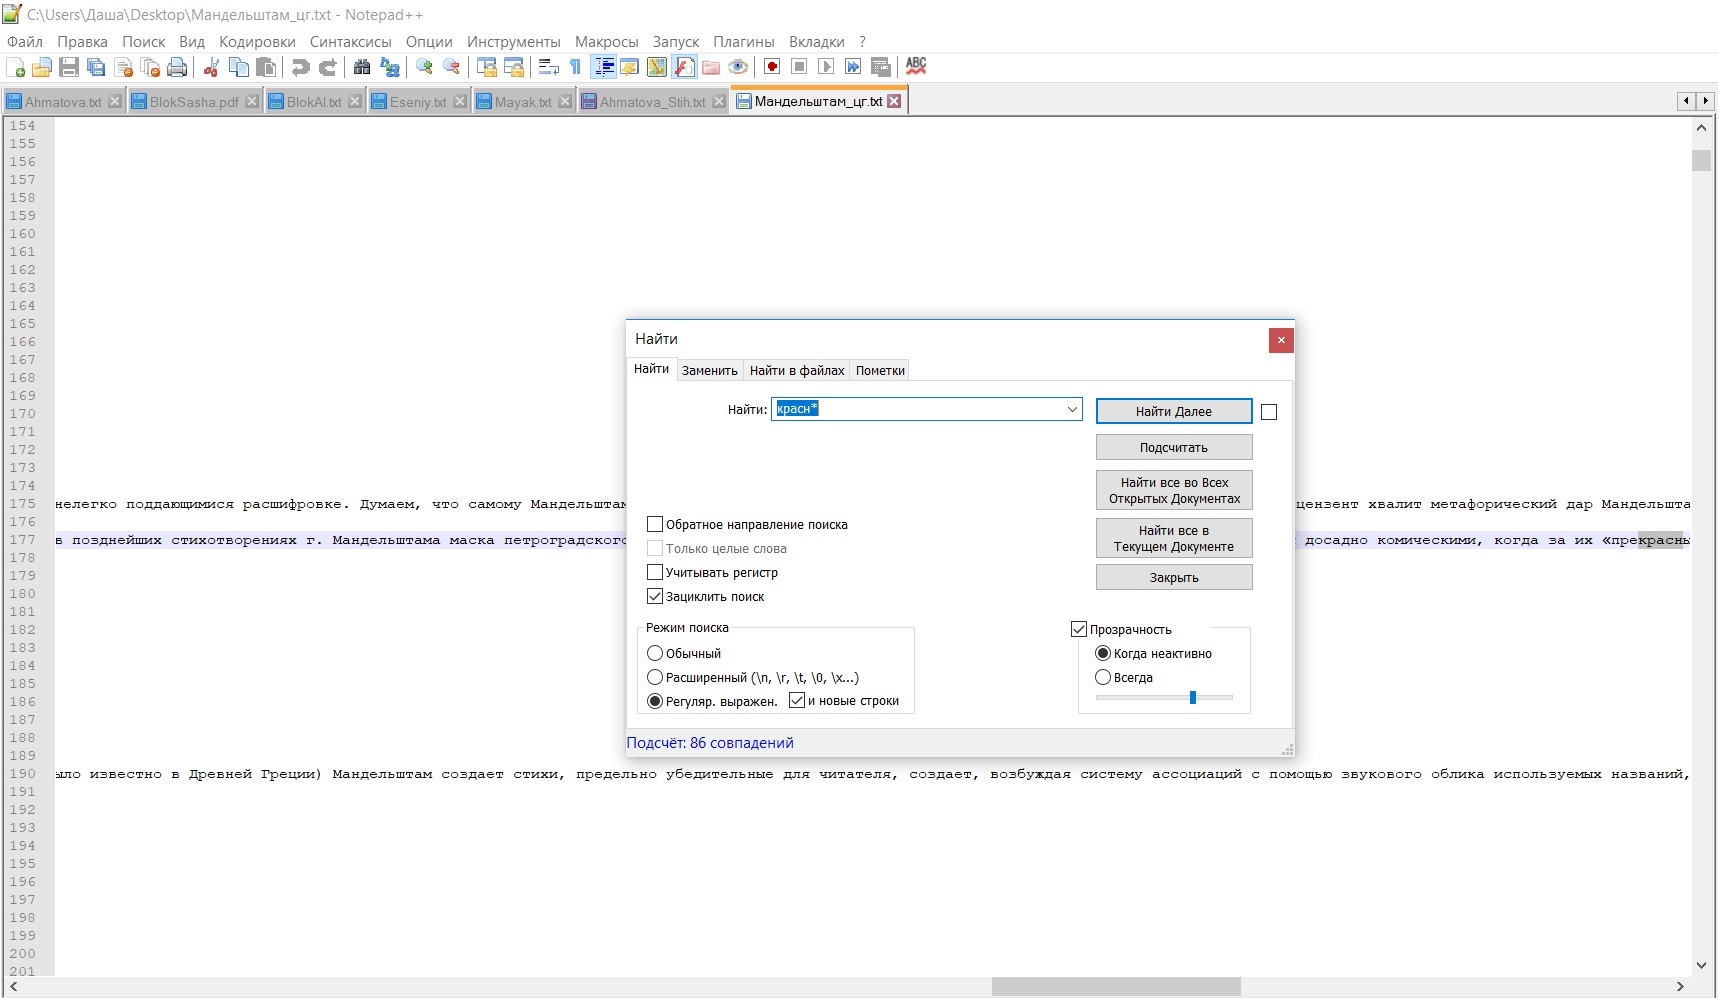 C:\Users\Даша\Desktop\Мандельштам_цг.txt - Notepad++
Файл Правка Поиск Вид Кодировки Синтаксисы Опции Инструменты Макросы Запуск Плагины Вкладки ?
ABC
Ahmatova.txt BlokSasha.pdf BlokAl.txt Eseniy.txt Mayak.txt Ahmatova_Stih.txt Мандельштам_цг.txt
154
155
156
157
158
159
160
161
162
163
164
165
166
167
168
169
170
171
172
173
174
175 нелегко поддающимися расшифровке. Думаем, что самому Мандельштам цензент хвалит метафорический дар Мандельшта
176
177 в позднейших стихотворениях г. Мандельштама маска петроградского досадно комическими, когда за их «прекрасны
178
179
180
181
182
183
184
185
186
187
188
189
190 ыло известно в Древней Греции) Мандельштам создает стихи, предельно убедительные для читателя, создает, возбуждая систему ассоциаций с помощью звукового облика используемых названий,
191
192
193
194
195
196
197
198
199
200
201
Найти
Найти Заменить Найти в файлах Пометки
Найти: красн* Найти Далее
Подсчитать
Найти все во Всех
Открытых Документах
Найти все в
Текущем Документе
Закрыть
Обратное направление поиска
Только целые слова
Учитывать регистр
Зациклить поиск
Режим поиска
Обычный
Расширенный (\n, \r, \t, \0, \x...)
Регуляр. выражен. и новые строки
Прозрачность
Когда неактивно
Всегда
Подсчёт: 86 совпадений